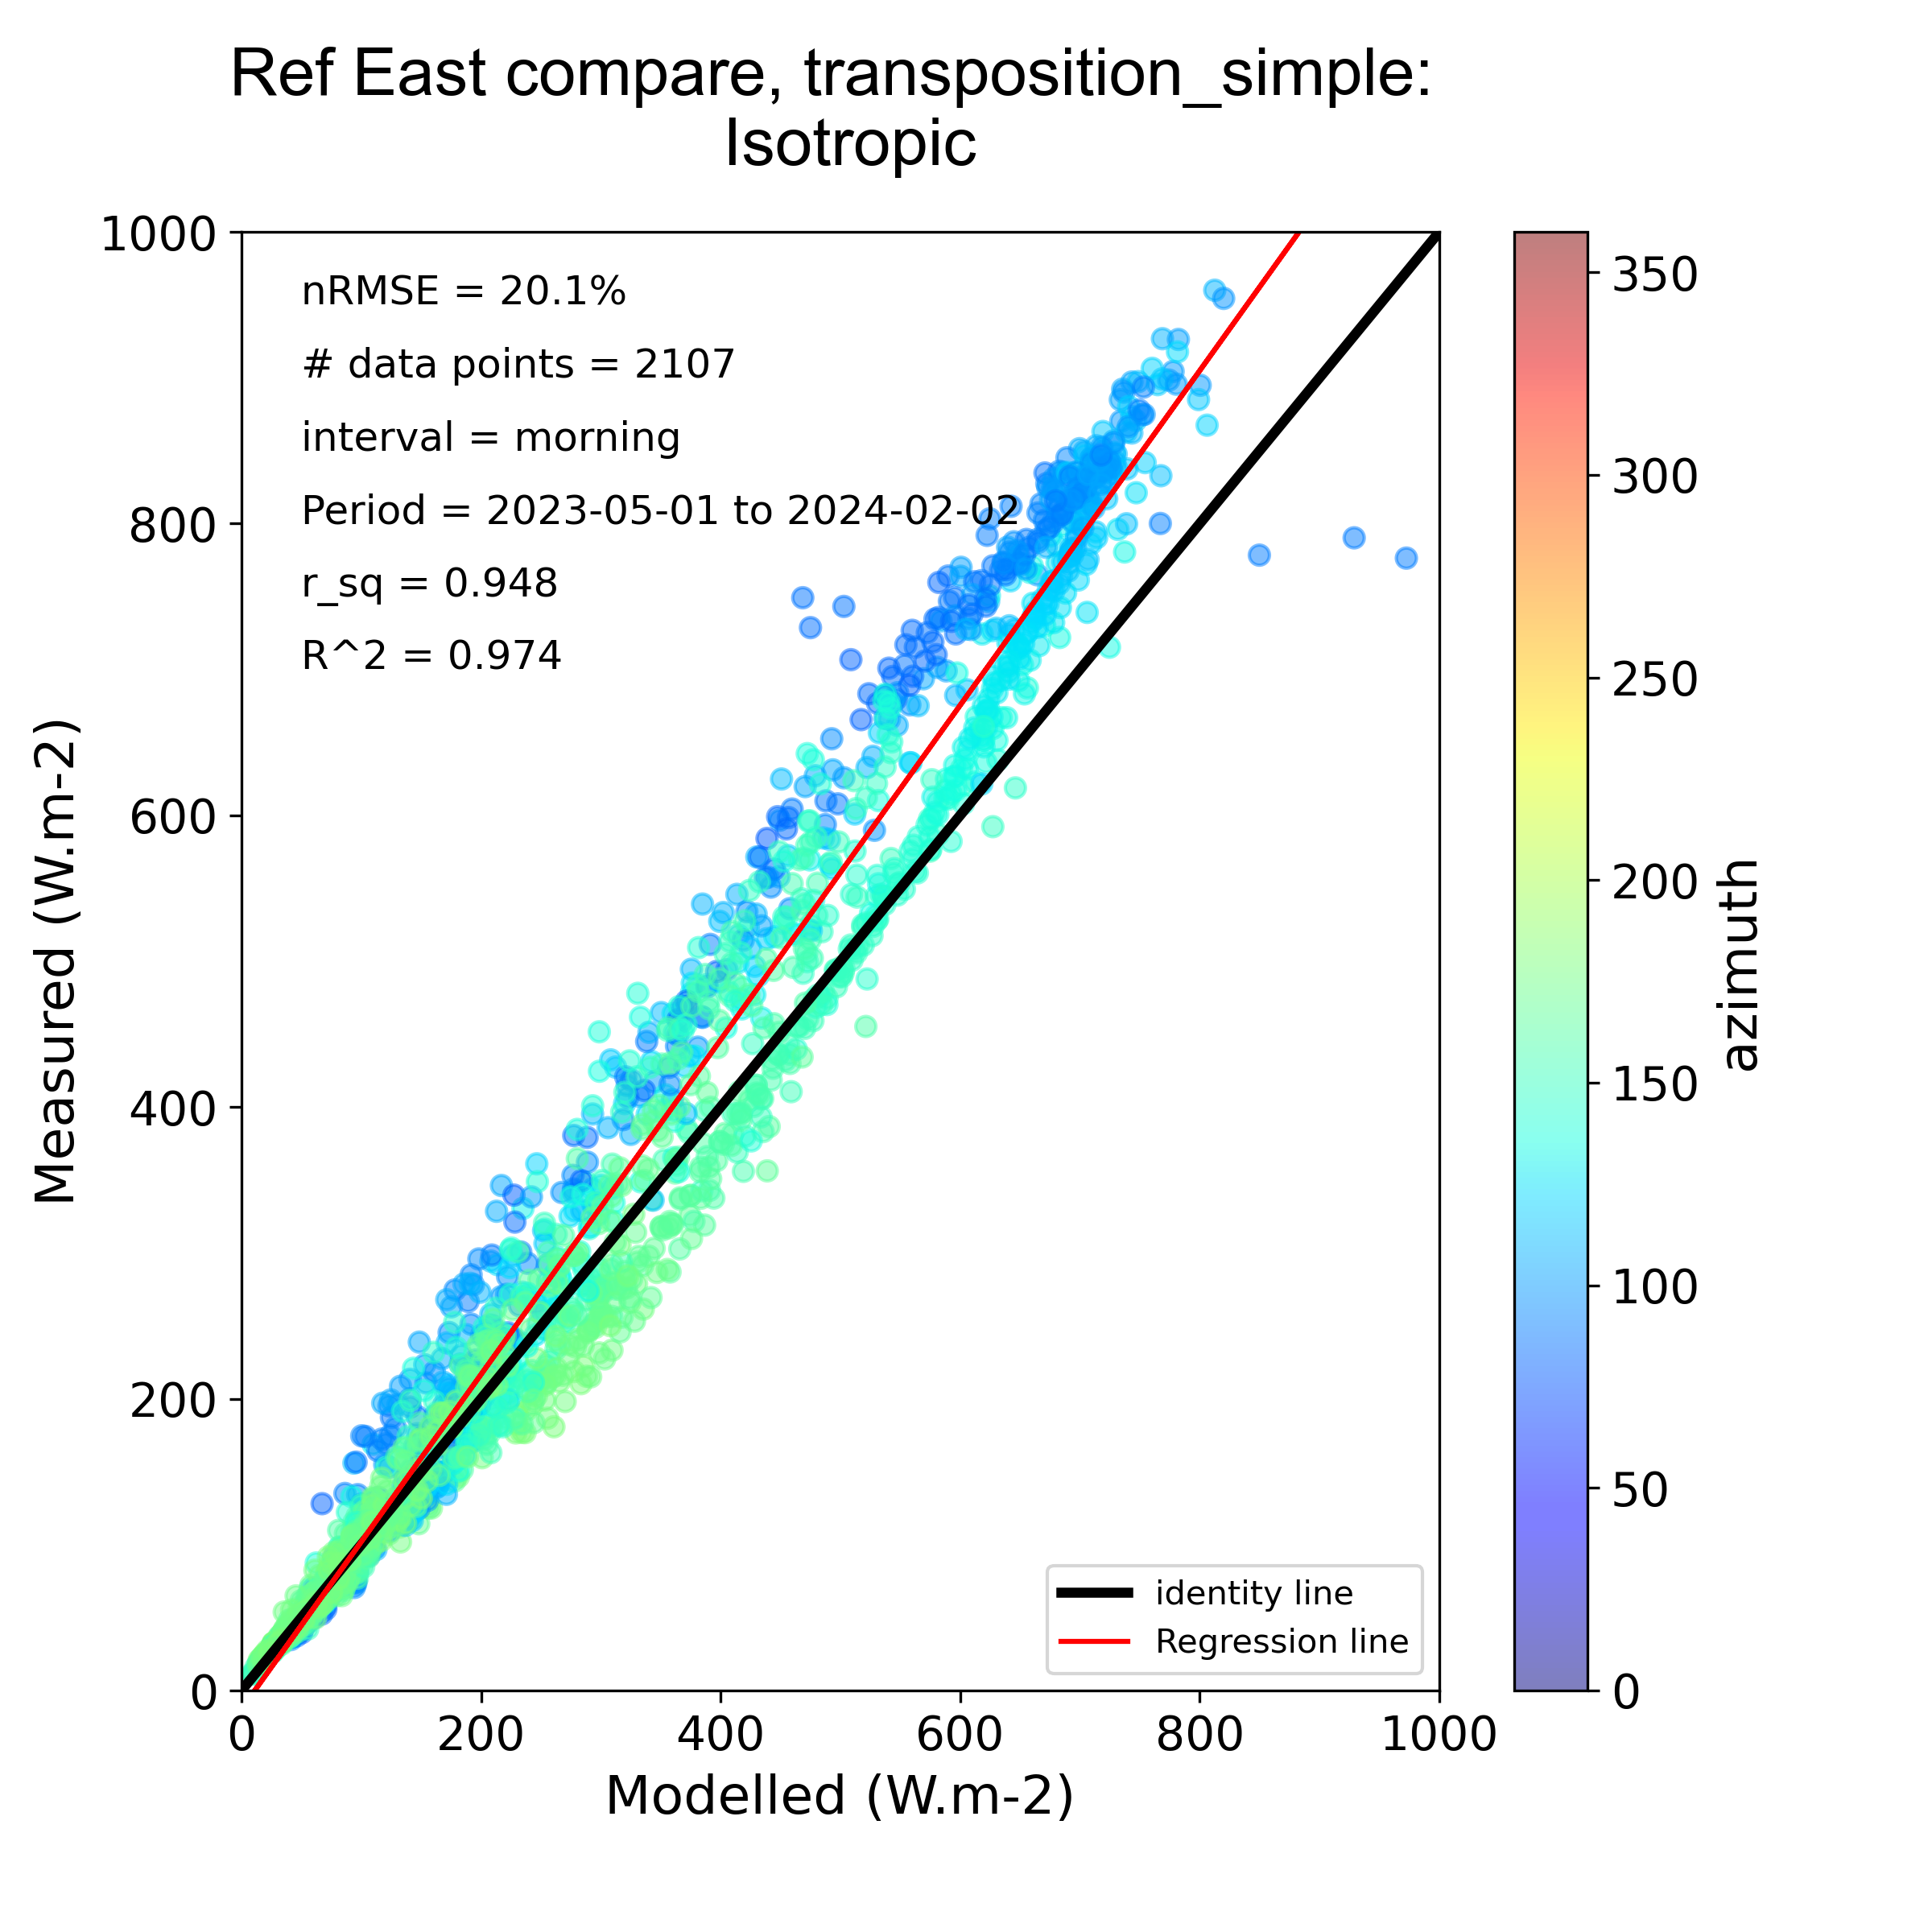 Ref East compare, transposition_simple:
Isotropic
nRMSE = 20.1%
# data points = 2107
interval = morning
Period = 2023-05-01 to 2024-02-02
r_sq = 0.948
R^2 = 0.974
1000
800
600
400
200
0
Measured (W.m-2)
0 200 400 600 800 1000
Modelled (W.m-2)
identity line
Regression line
350
300
250
200
150
100
50
0
azimuth